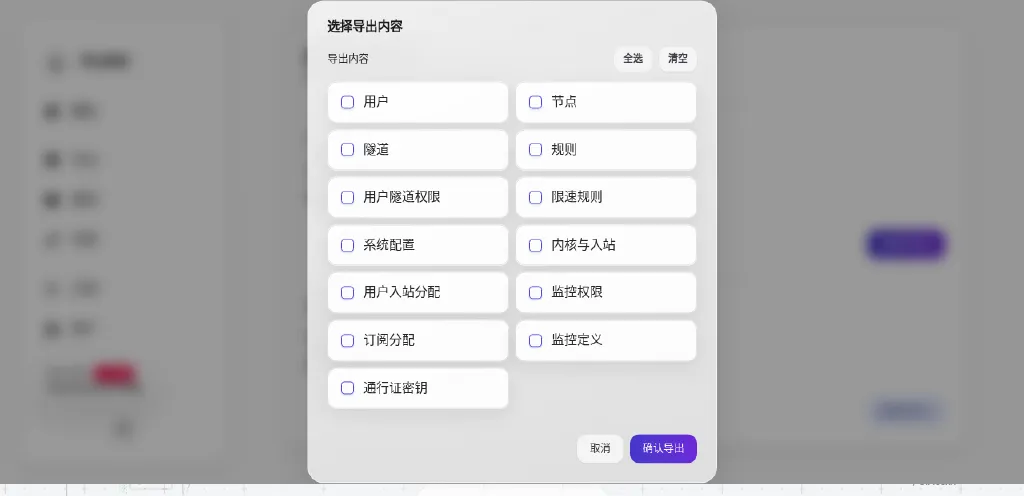 选择导出内容
导出内容 全选 清空
用户 节点
隧道 规则
用户隧道权限 限速规则
系统配置 内核与入站
用户入站分配 监控权限
订阅分配 监控定义
通行证密钥
取消 确认导出